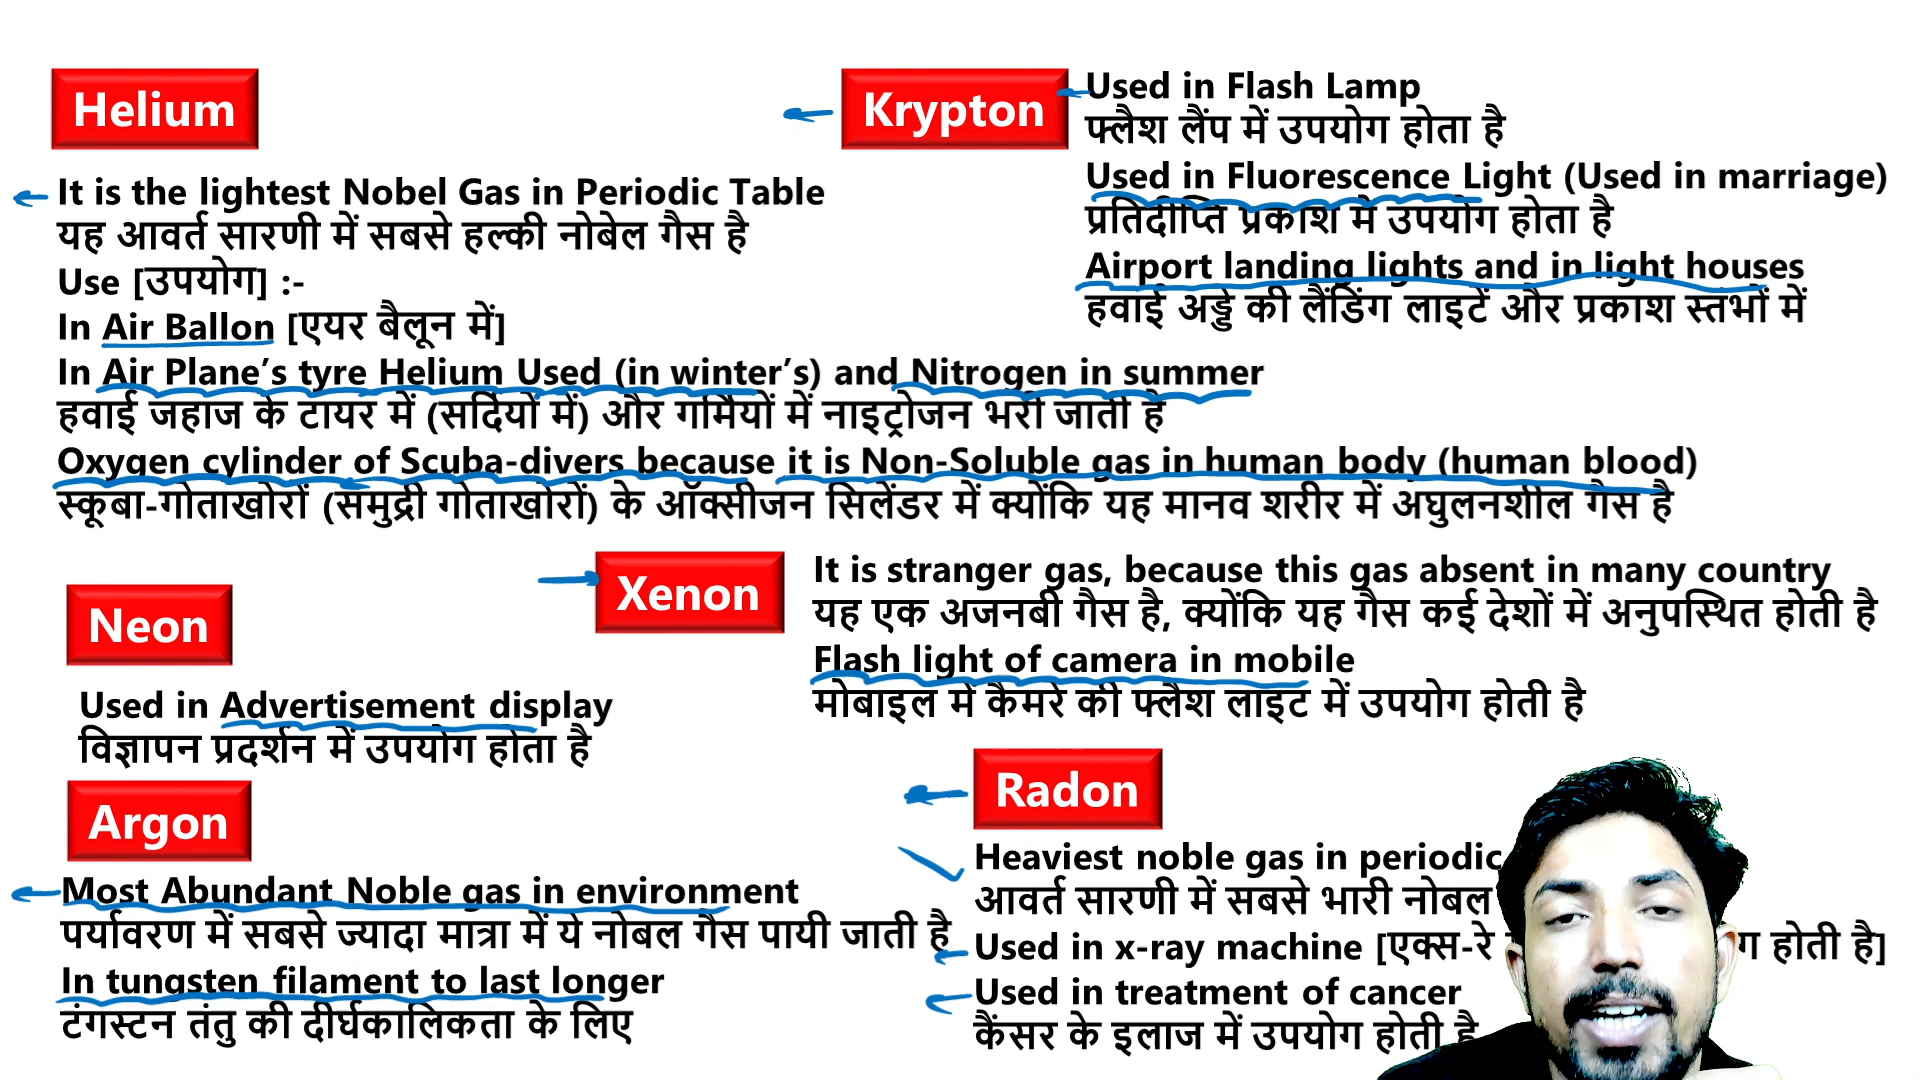 Helium
It is the lightest Nobel Gas in Periodic Table
यह आवर्त सारणी में सबसे हल्की नोबेल गैस है
Use [उपयोग] :-
In Air Ballon [एयर बैलून में]
In Air Plane’s tyre Helium Used (in winter’s) and Nitrogen in summer
हवाई जहाज के टायर में (सर्दियों में) और गर्मियों में नाइट्रोजन भरी जाती है
Oxygen cylinder of Scuba-divers because it is Non-Soluble gas in human body (human blood)
स्कूबा-गोताखोरों (समुद्री गोताखोरों) के ऑक्सीजन सिलेंडर में क्योंकि यह मानव शरीर में अघुलनशील गैस है
Krypton
Used in Flash Lamp
फ्लैश लैंप में उपयोग होता है
Used in Fluorescence Light (Used in marriage)
प्रतिदीप्ति प्रकाश में उपयोग होता है
Airport landing lights and in light houses
हवाई अड्डे की लैंडिंग लाइटें और प्रकाश स्तंभों में
Neon
Used in Advertisement display
विज्ञापन प्रदर्शन में उपयोग होता है
Xenon
It is stranger gas, because this gas absent in many country
यह एक अजनबी गैस है, क्योंकि यह गैस कई देशों में अनुपस्थित होती है
Flash light of camera in mobile
मोबाइल में कैमरे की फ्लैश लाइट में उपयोग होती है
Argon
Most Abundant Noble gas in environment
पर्यावरण में सबसे ज्यादा मात्रा में ये नोबल गैस पायी जाती है
In tungsten filament to last longer
टंगस्टन तंतु की दीर्घकालिकता के लिए
Radon
Heaviest noble gas in periodic
आवर्त सारणी में सबसे भारी नोबल
Used in x-ray machine [एक्स-रे होती है]
Used in treatment of cancer
कैंसर के इलाज में उपयोग होती है